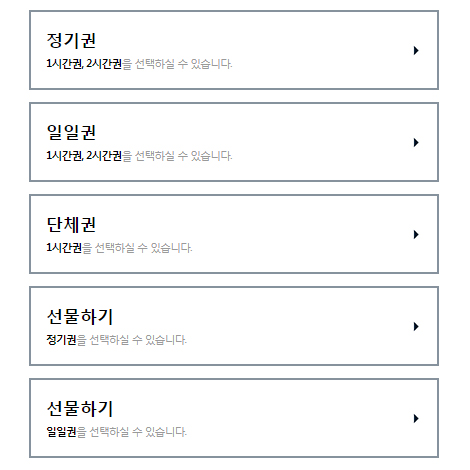 정기권
1시간권, 2시간권을 선택하실 수 있습니다.
일일권
1시간권, 2시간권을 선택하실 수 있습니다.
단체권
1시간권을 선택하실 수 있습니다.
선물하기
정기권을 선택하실 수 있습니다.
선물하기
일일권을 선택하실 수 있습니다.